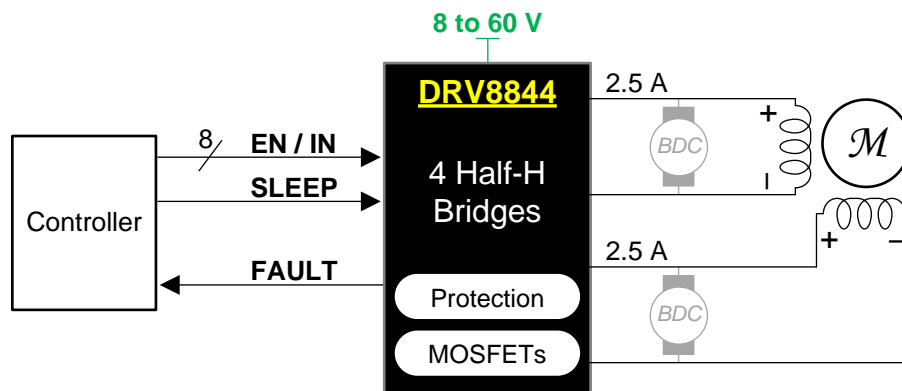 8 to 60 V
DRV8844
4 Half-H
Bridges
Protection
MOSFETs
Controller
8
EN / IN
SLEEP
FAULT
2.5 A
BDC
+
–
M
+ –
2.5 A
BDC